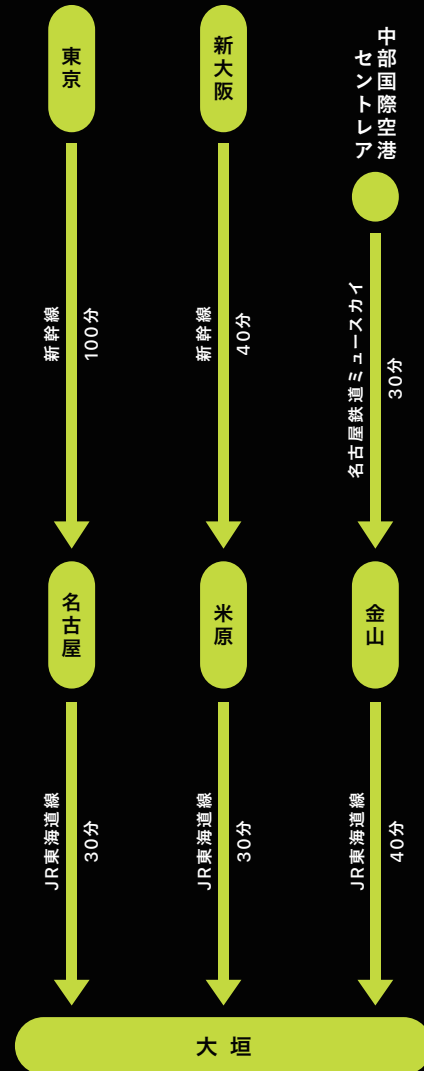 東京
新幹線
100分
名古屋
JR東海道線
30分
新大阪
新幹線
40分
米原
JR東海道線
30分
中部国際空港
セントレア
名古屋鉄道ミュースカイ
30分
金山
JR東海道線
40分
大垣